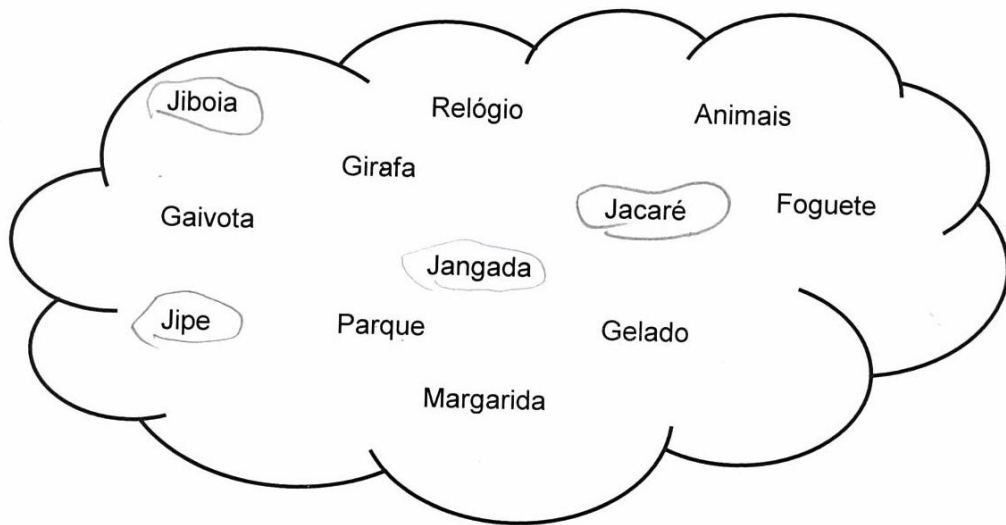 Jiboia
Relógio
Animais
Girafa
Gaivota
Jacaré
Foguete
Jangada
Jipe
Parque
Gelado
Margarida